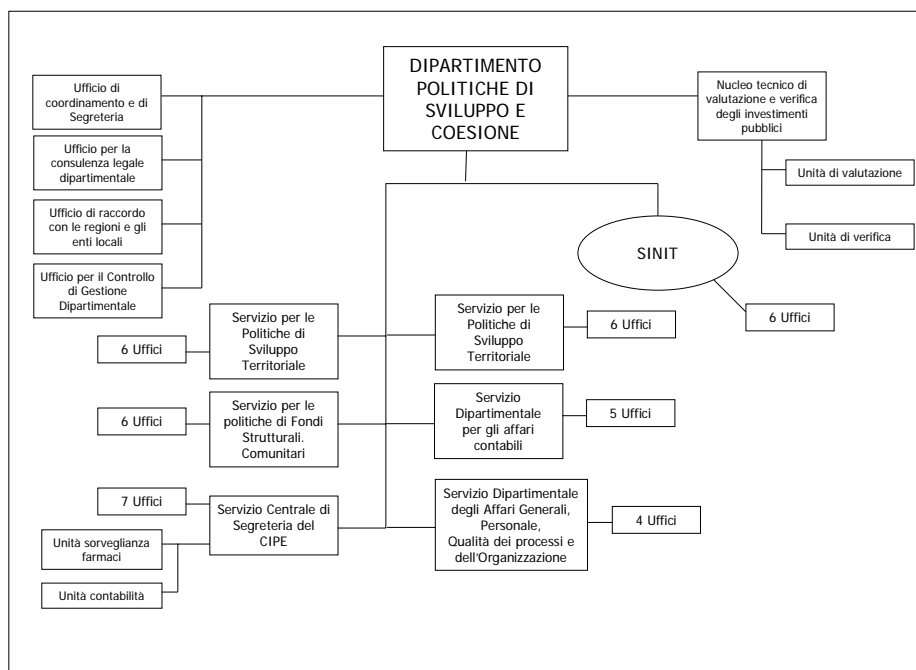 DIPARTIMENTO
POLITICHE DI
SVILUPPO E
COESIONE
Ufficio di
coordinamento e di
Segreteria
Ufficio per la
consulenza legale
dipartimentale
Ufficio di raccordo
con le regioni e gli
enti locali
Ufficio per il Controllo
di Gestione
Dipartimentale
Nucleo tecnico di
valutazione e verifica
degli investimenti
pubblici
Unità di valutazione
Unità di verifica
SINIT
6 Uffici
6 Uffici
Servizio per le
Politiche di
Sviluppo
Territoriale
Servizio per le
Politiche di
Sviluppo
Territoriale
6 Uffici
6 Uffici
Servizio per le
politiche di Fondi
Strutturali.
Comunitari
Servizio
Dipartimentale
per gli affari
contabili
5 Uffici
7 Uffici
Servizio Centrale di
Segreteria del
CIPE
Unità sorveglianza
farmaci
Unità contabilità
Servizio Dipartimentale
degli Affari Generali,
Personale,
Qualità dei processi e
dell'Organizzazione
4 Uffici